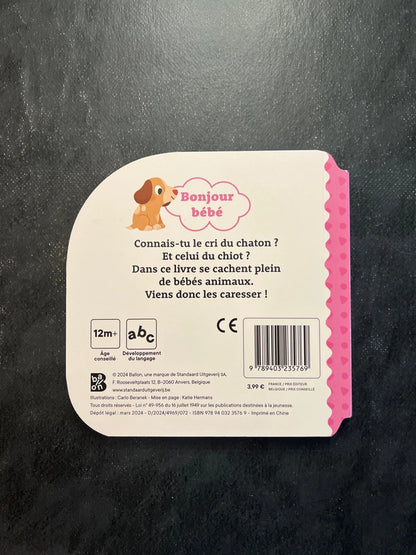 Bonjour
bébé
Connais-tu le cri du chaton ?
Et celui du chiot ?
Dans ce livre se cachent plein
de bébés animaux.
Viens donc les caresser !
12m+
abc
Âge
conseillé
Développement
du langage
CE
9 789403 235769
3,99 € FRANCE / PRIX ÉDITEUR
BELGIQUE / PRIX CONSEILLÉ
ballon
© 2024 Ballon, une marque de Standaard Uitgeverij SA,
F. Rooseveltplaats 12, B-2060 Anvers, Belgique
www.standaarduitgeverij.be
Illustrations : Carlo Beranek - Mise en page : Katie Hermans
Tous droits réservés - Loi n° 49-956 du 16 juillet 1949 sur les publications destinées à la jeunesse.
Dépôt légal : mars 2024 - D/2024/4969/072 - ISBN 978 94 032 3576 9 - Imprimé en Chine